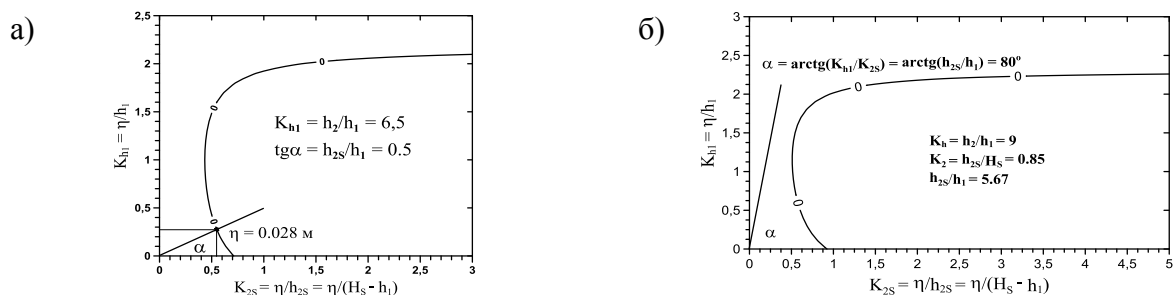 а)
2,5
2
1,5
1
0,5
0
K_h1 = η/h_1
0
0
0
K_h1 = h_2/h_1 = 6,5
tgα = h_2S/h_1 = 0.5
η = 0.028 м
α
0 0,5 1 1,5 2 2,5 3
K_2S = η/h_2S = η/(H_S - h_1)
б)
3
2,5
2
1,5
1
0,5
0
K_h1 = η/h_1
α = arctg(K_h1/K_2S) = arctg(h_2S/h_1) = 80°
0
0
0
K_h = h_2/h_1 = 9
K_2 = h_2S/H_S = 0.85
h_2S/h_1 = 5.67
α
0 0,5 1 1,5 2 2,5 3 3,5 4 4,5 5
K_2S = η/h_2S = η/(H_S - h_1)